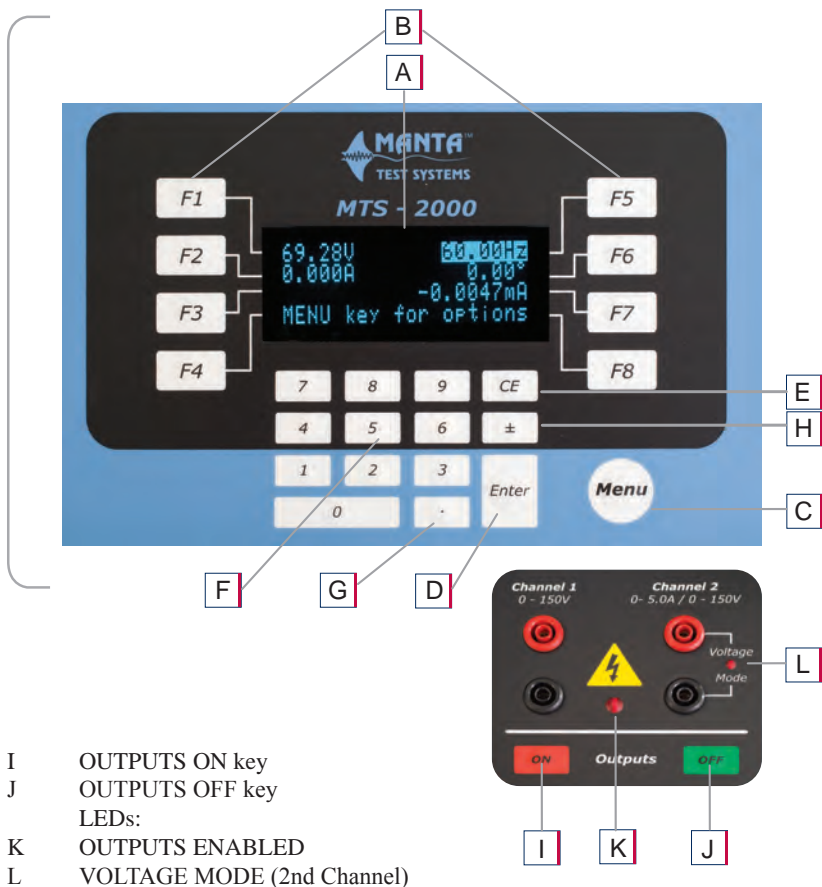 B
A
MANTA™
TEST SYSTEMS
MTS - 2000
F1
F5
F2
F6
F3
F7
F4
F8
69.28V 60.00Hz
0.000A 0.00°
-0.0047mA
MENU key for options
7 8 9 CE
E
4 5 6 ±
H
1 2 3
Enter
Menu
0 .
C
F
G
D
Channel 1
0 - 150V
Channel 2
0- 5.0A / 0 - 150V
Voltage
Mode
L
ON Outputs OFF
I
K
J
I OUTPUTS ON key
J OUTPUTS OFF key
LEDs:
K OUTPUTS ENABLED
L VOLTAGE MODE (2nd Channel)